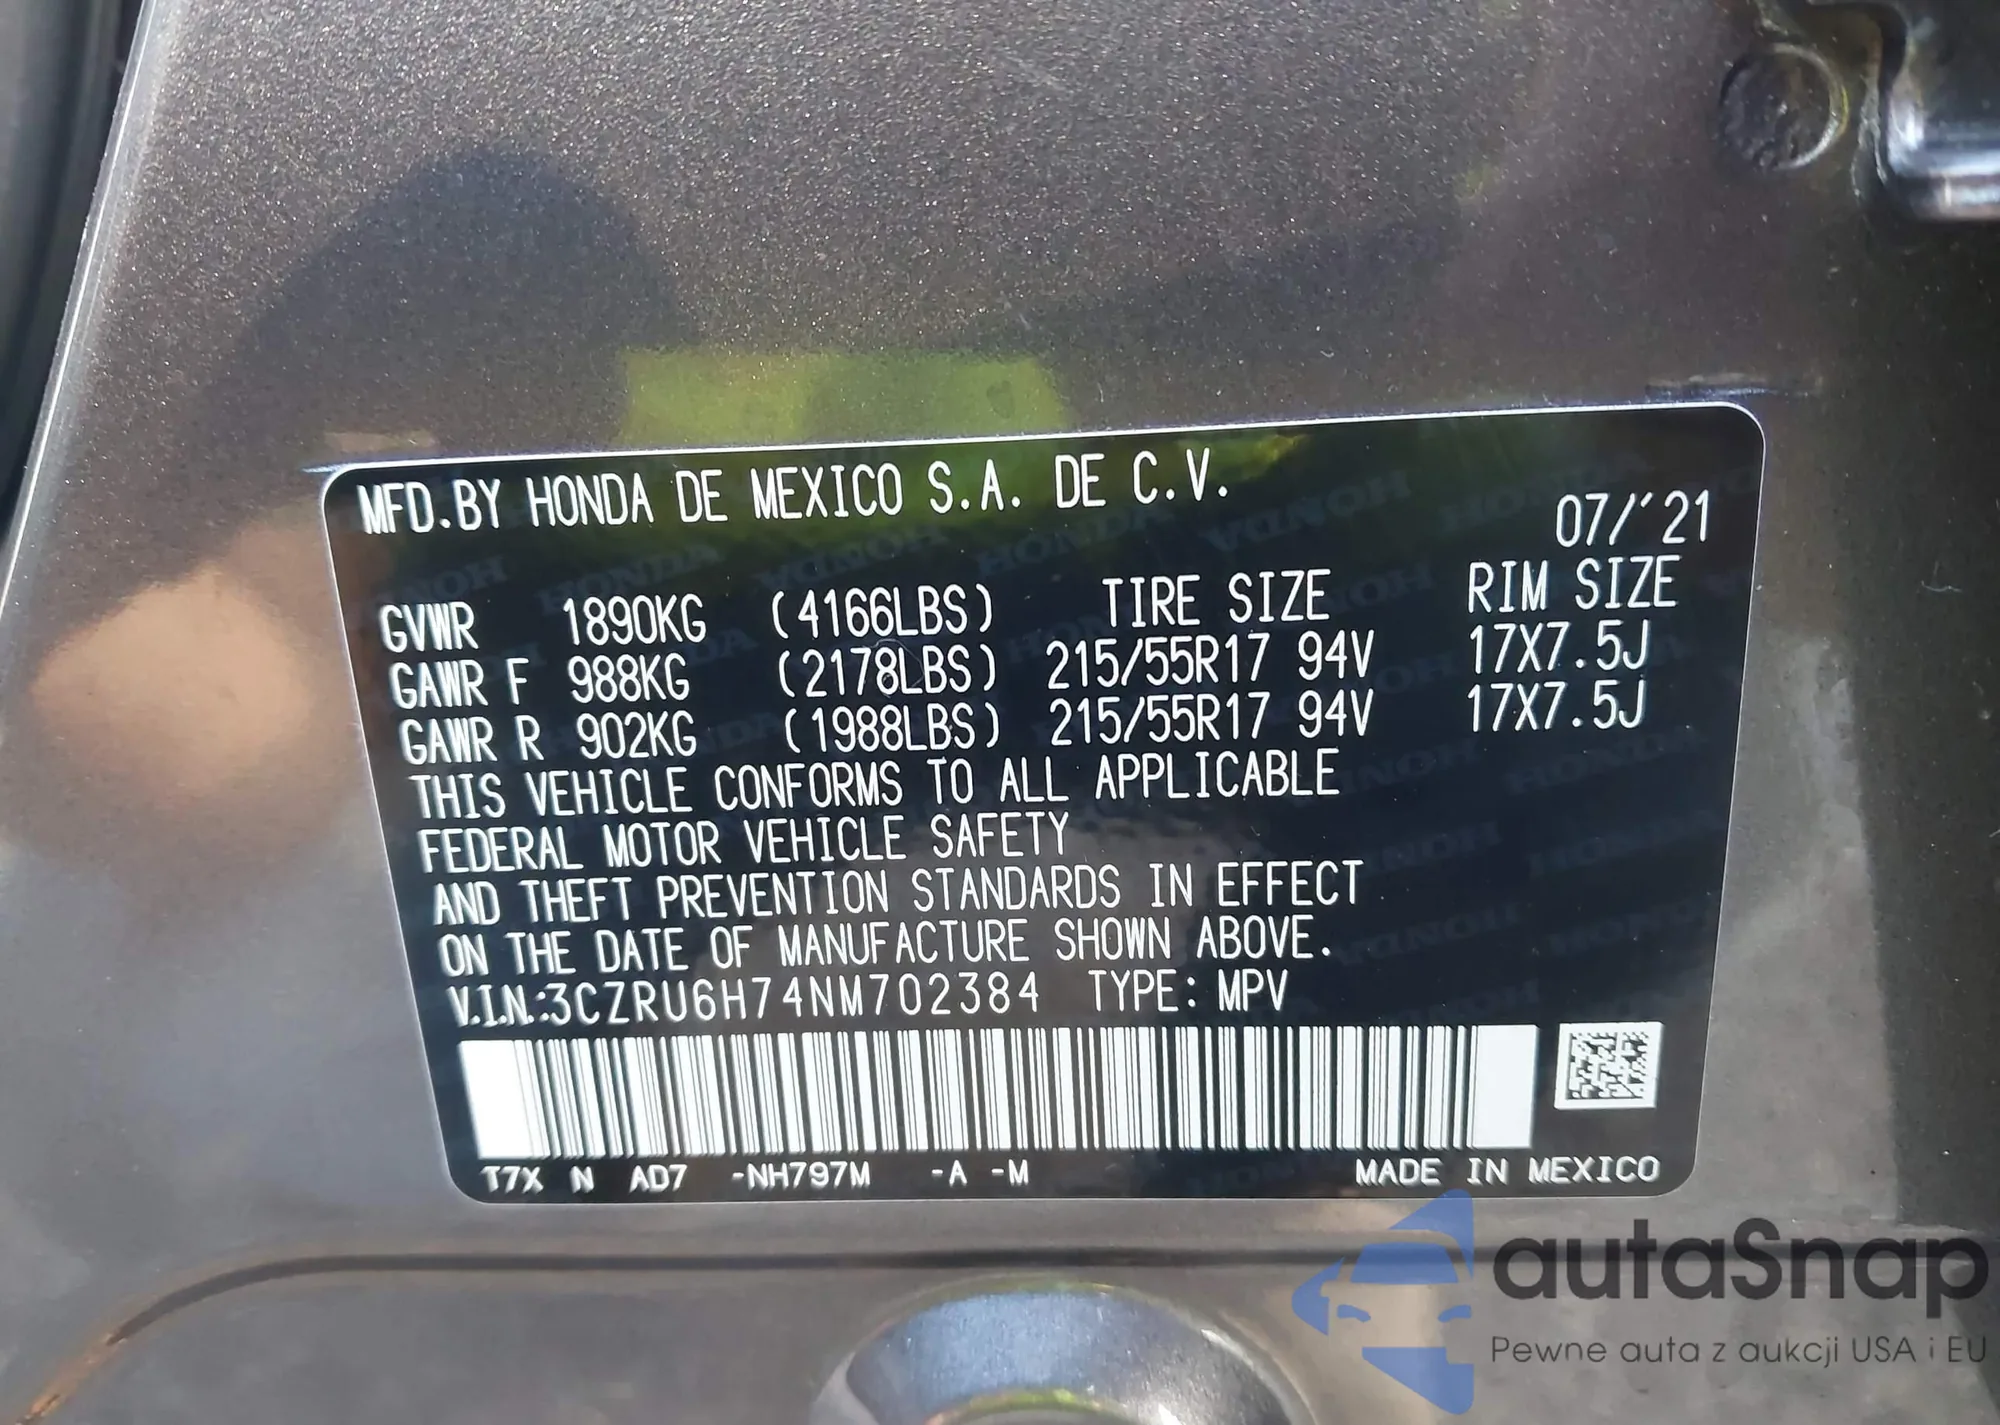 MFD.BY HONDA DE MEXICO S.A. DE C.V.
07/'21
GVWR 1890KG (4166LBS) TIRE SIZE RIM SIZE
GAWR F 988KG (2178LBS) 215/55R17 94V 17X7.5J
GAWR R 902KG (1988LBS) 215/55R17 94V 17X7.5J
THIS VEHICLE CONFORMS TO ALL APPLICABLE
FEDERAL MOTOR VEHICLE SAFETY
AND THEFT PREVENTION STANDARDS IN EFFECT
ON THE DATE OF MANUFACTURE SHOWN ABOVE.
V.I.N.:3CZRU6H74NM702384 TYPE: MPV
T7X N AD7 -NH797M -A -M MADE IN MEXICO
autaSnap
Pewne auta z aukcji USA i EU